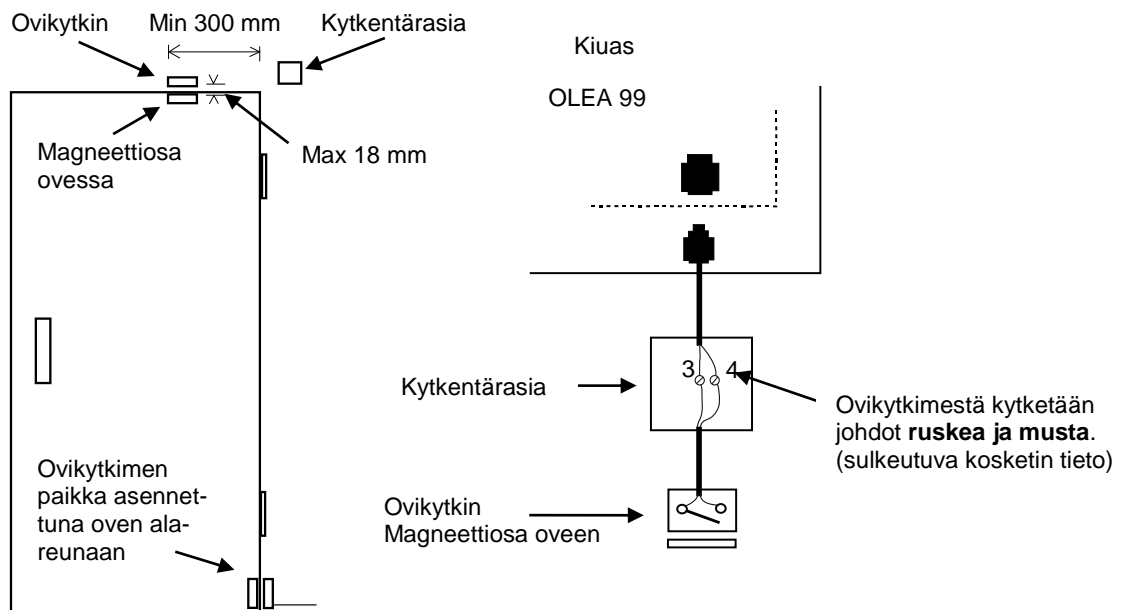 Ovikytkin
Min 300 mm
Kytkentärasia
Magneettiosa
ovessa
Max 18 mm
Ovikytkimen
paikka asennet-
tuna oven ala-
reunaan
Kiuas
OLEA 99
Kytkentärasia
3 4
Ovikytkimestä kytketään
johdot ruskea ja musta.
(sulkeutuva kosketin tieto)
Ovikytkin
Magneettiosa oveen